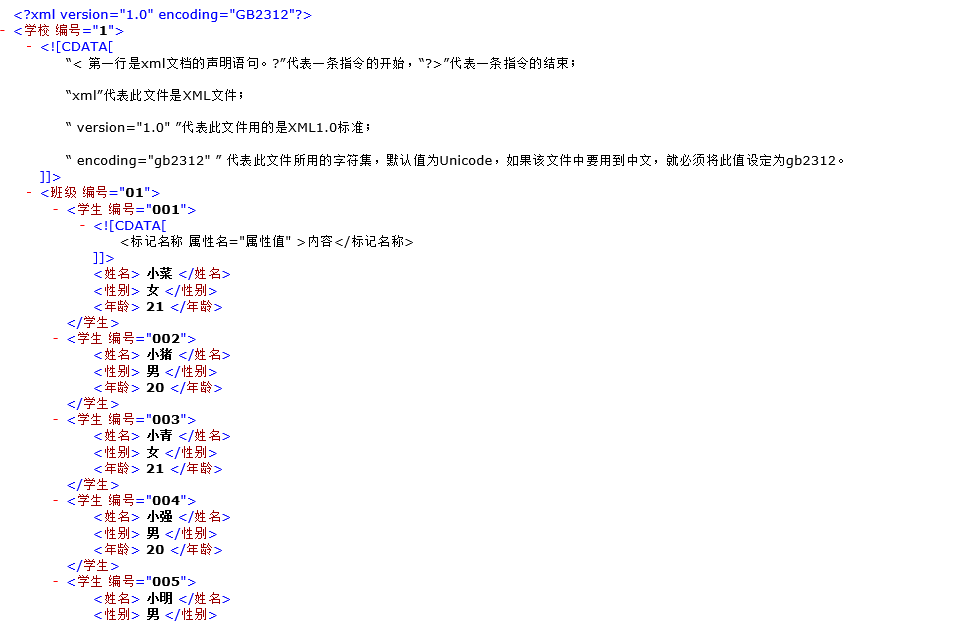 <?xml version="1.0" encoding="GB2312"?>
- <学校 编号="1">
- <![CDATA[
“< 第一行是xml文档的声明语句。?”代表一条指令的开始，“?>”代表一条指令的结束；
“xml”代表此文件是XML文件；
“ version="1.0" ”代表此文件用的是XML1.0标准；
“ encoding="gb2312" ” 代表此文件所用的字符集，默认值为Unicode，如果该文件中要用到中文，就必须将此值设定为gb2312。
]]>
- <班级 编号="01">
- <学生 编号="001">
- <![CDATA[
<标记名称 属性名="属性值" >内容</标记名称>
]]>
<姓名> 小菜 </姓名>
<性别> 女 </性别>
<年龄> 21 </年龄>
</学生>
- <学生 编号="002">
<姓名> 小猪 </姓名>
<性别> 男 </性别>
<年龄> 20 </年龄>
</学生>
- <学生 编号="003">
<姓名> 小青 </姓名>
<性别> 女 </性别>
<年龄> 21 </年龄>
</学生>
- <学生 编号="004">
<姓名> 小强 </姓名>
<性别> 男 </性别>
<年龄> 20 </年龄>
</学生>
- <学生 编号="005">
<姓名> 小明 </姓名>
<性别> 男 </性别>